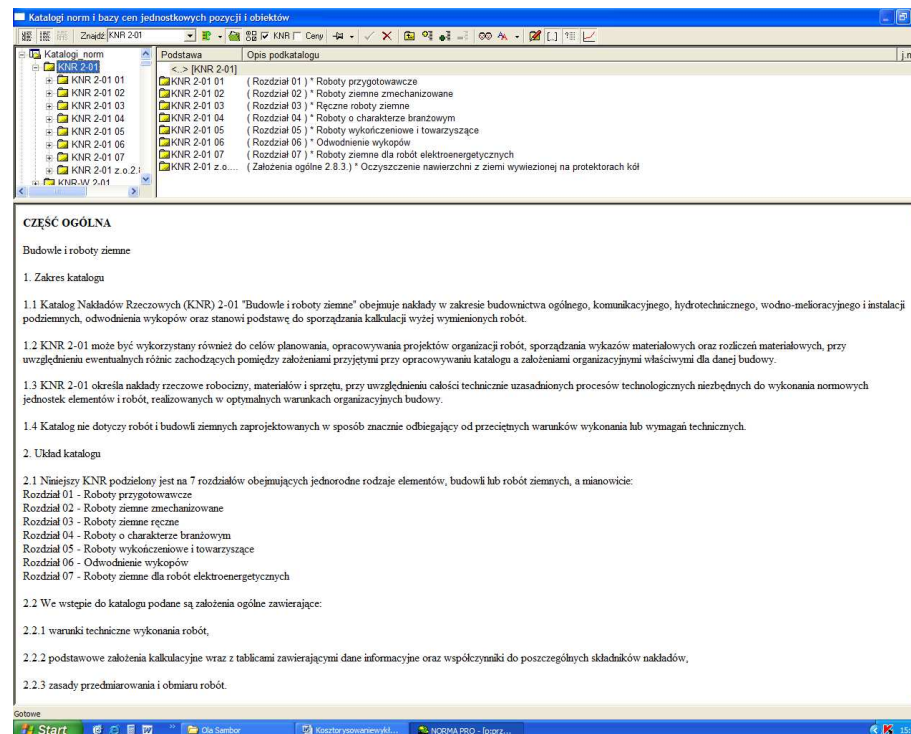 Katalogi norm i bazy cen jednostkowych pozycji i obiektów
Znajdź KNR 2-01 KNR Ceny
Katalogi_norm
KNR 2-01
KNR 2-01 01
KNR 2-01 02
KNR 2-01 03
KNR 2-01 04
KNR 2-01 05
KNR 2-01 06
KNR 2-01 07
KNR 2-01 z.o.2.
KNR-W 2-01
Podstawa Opis podkatalogu j.n
<..> [KNR 2-01]
KNR 2-01 01 ( Rozdział 01 ) * Roboty przygotowawcze
KNR 2-01 02 ( Rozdział 02 ) * Roboty ziemne zmechanizowane
KNR 2-01 03 ( Rozdział 03 ) * Ręczne roboty ziemne
KNR 2-01 04 ( Rozdział 04 ) * Roboty o charakterze branżowym
KNR 2-01 05 ( Rozdział 05 ) * Roboty wykończeniowe i towarzyszące
KNR 2-01 06 ( Rozdział 06 ) * Odwodnienie wykopów
KNR 2-01 07 ( Rozdział 07 ) * Roboty ziemne dla robót elektroenergetycznych
KNR 2-01 z.o.... ( Założenia ogólne 2.8.3.) * Oczyszczenie nawierzchni z ziemi wywiezionej na protektorach kół
CZĘŚĆ OGÓLNA
Budowle i roboty ziemne
1. Zakres katalogu
1.1 Katalog Nakładów Rzeczowych (KNR) 2-01 "Budowle i roboty ziemne" obejmuje nakłady w zakresie budownictwa ogólnego, komunikacyjnego, hydrotechnicznego, wodno-melioracyjnego i instalacji
podziemnych, odwodnienia wykopów oraz stanowi podstawę do sporządzania kalkulacji wyżej wymienionych robót.
1.2 KNR 2-01 może być wykorzystany również do celów planowania, opracowywania projektów organizacji robót, sporządzania wykazów materiałowych oraz rozliczeń materiałowych, przy
uwzględnieniu ewentualnych różnic zachodzących pomiędzy założeniami przyjętymi przy opracowywaniu katalogu a założeniami organizacyjnymi właściwymi dla danej budowy.
1.3 KNR 2-01 określa nakłady rzeczowe robocizny, materiałów i sprzętu, przy uwzględnieniu całości technicznie uzasadnionych procesów technologicznych niezbędnych do wykonania normowych
jednostek elementów i robót, realizowanych w optymalnych warunkach organizacyjnych budowy.
1.4 Katalog nie dotyczy robót i budowli ziemnych zaprojektowanych w sposób znacznie odbiegający od przeciętnych warunków wykonania lub wymagań technicznych.
2. Układ katalogu
2.1 Niniejszy KNR podzielony jest na 7 rozdziałów obejmujących jednorodne rodzaje elementów, budowli lub robót ziemnych, a mianowicie:
Rozdział 01 - Roboty przygotowawcze
Rozdział 02 - Roboty ziemne zmechanizowane
Rozdział 03 - Roboty ziemne ręczne
Rozdział 04 - Roboty o charakterze branżowym
Rozdział 05 - Roboty wykończeniowe i towarzyszące
Rozdział 06 - Odwodnienie wykopów
Rozdział 07 - Roboty ziemne dla robót elektroenergetycznych
2.2 We wstępie do katalogu podane są założenia ogólne zawierające:
2.2.1 warunki techniczne wykonania robót,
2.2.2 podstawowe założenia kalkulacyjne wraz z tablicami zawierającymi dane informacyjne oraz współczynniki do poszczególnych składników nakładów,
2.2.3 zasady przedmiarowania i obmiaru robót.
Gotowe
Start Ola Sambor Kosztorysowaniewykł... NORMA PRO - [p:prz... 15: